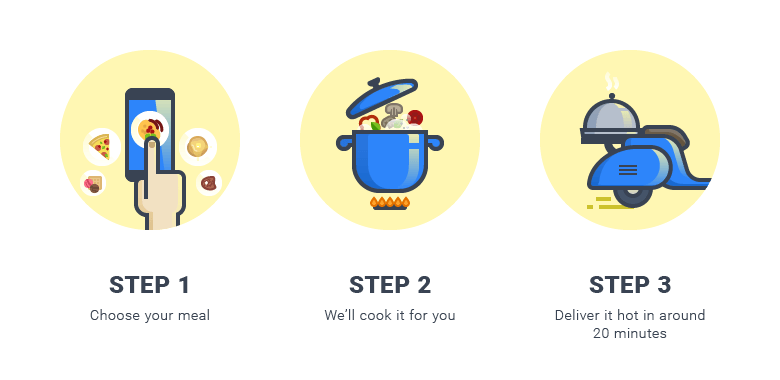 STEP 1
Choose your meal
STEP 2
We’ll cook it for you
STEP 3
Deliver it hot in around
20 minutes